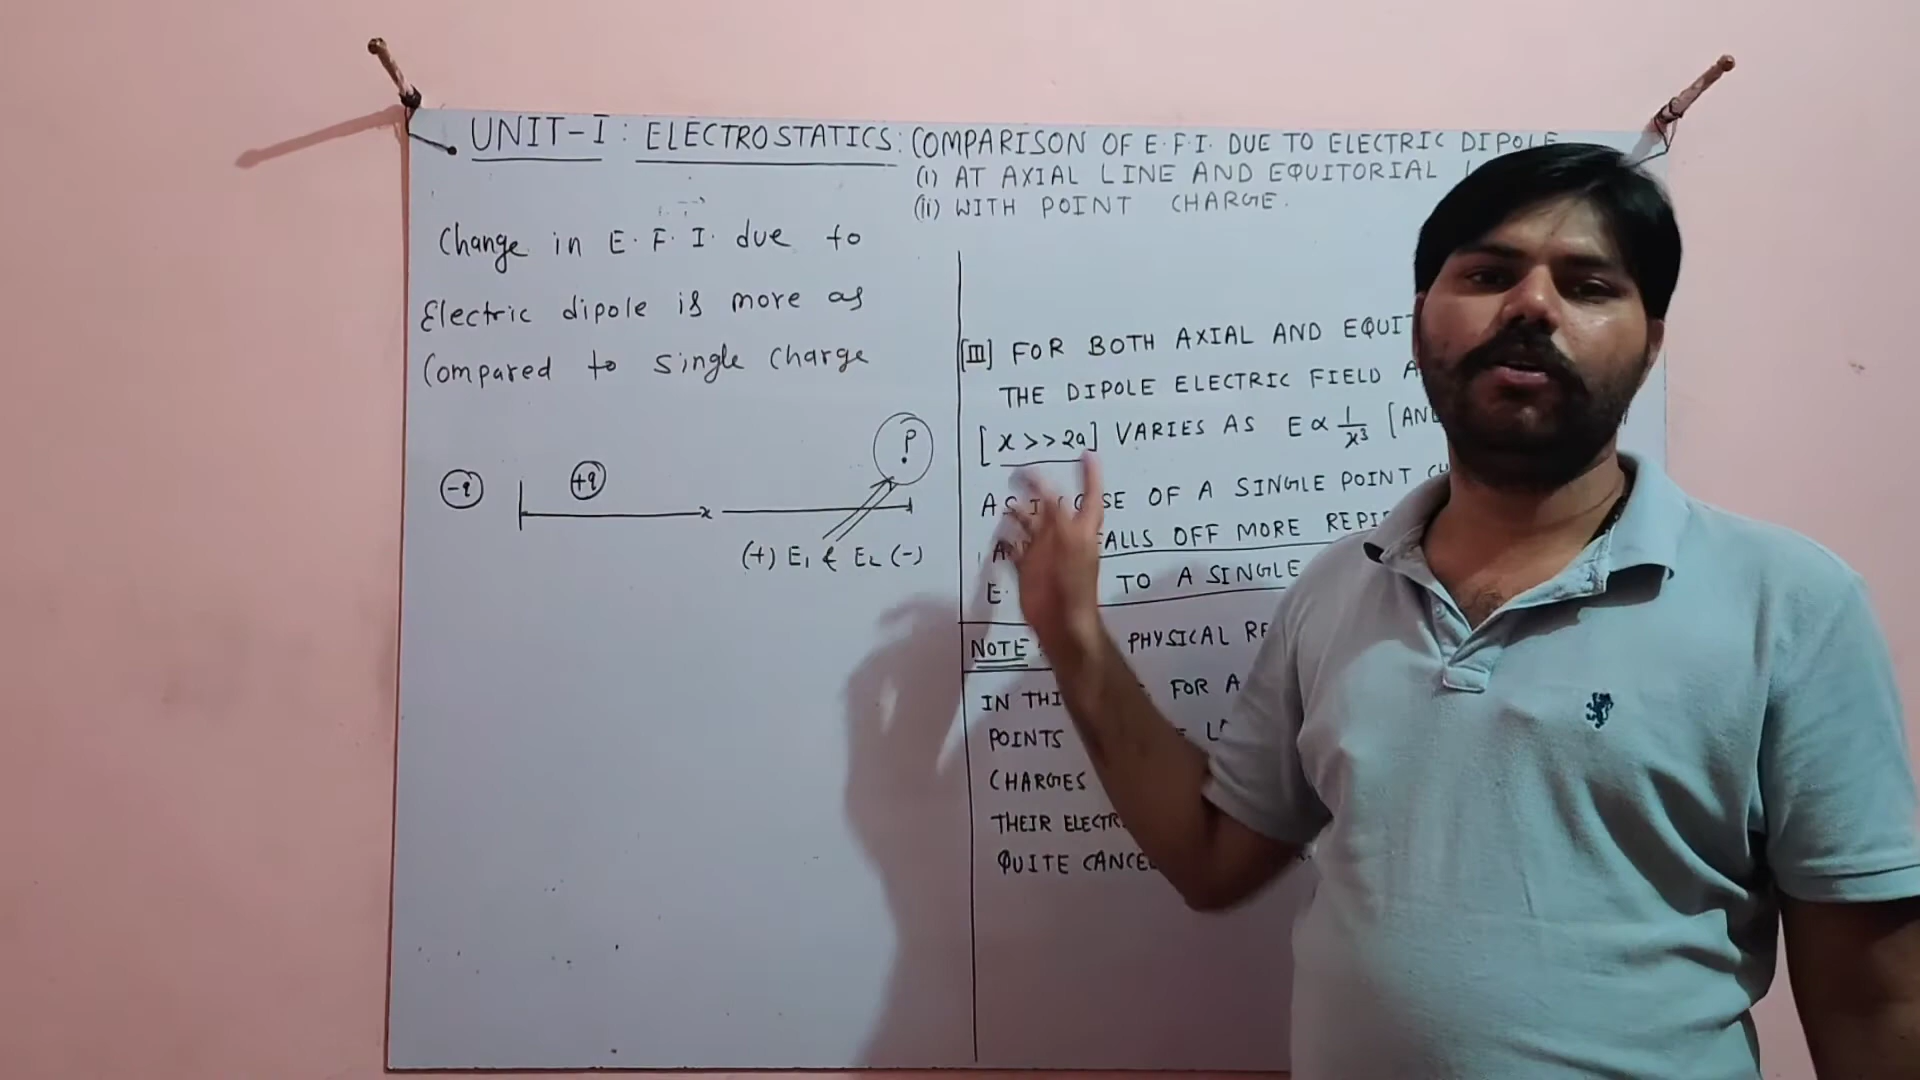 UNIT-I : ELECTROSTATICS : COMPARISON OF E.F.I. DUE TO ELECTRIC DIPOLE
(i) AT AXIAL LINE AND EQUITORIAL
(ii) WITH POINT CHARGE.
Change in E.F.I. due to
Electric dipole is more as
Compared to single charge
-q +q P
x
(+) E₁ & E₂ (-)
[III] FOR BOTH AXIAL AND EQUIT
THE DIPOLE ELECTRIC FIELD A
[x >> 2a] VARIES AS E ∝ 1/x³ [AND
AS IN CASE OF A SINGLE POINT CH
FALLS OFF MORE REPI
E. TO A SINGLE
NOTE : PHYSICAL RE
IN THI FOR A
POINTS
CHARGES
THEIR ELECTR
QUITE CANCE